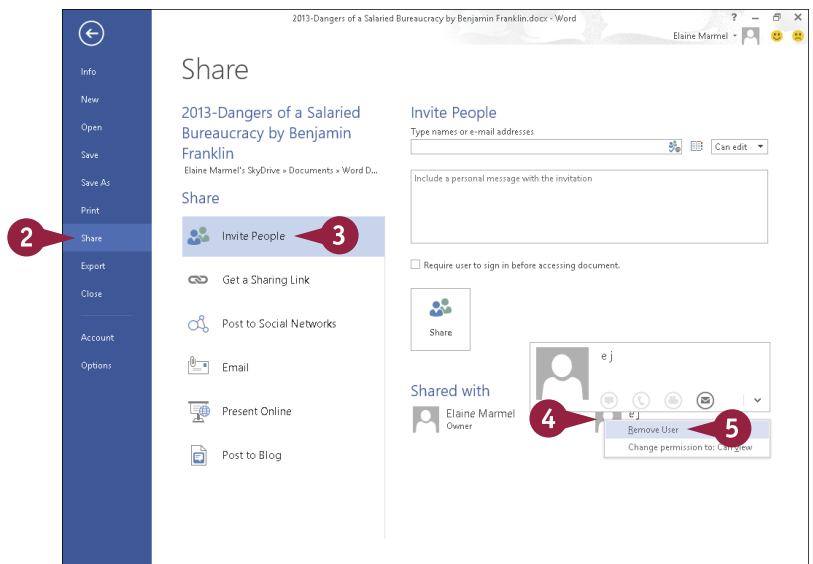 2013-Dangers of a Salaried Bureaucracy by Benjamin Franklin.docx - Word
?
Elaine Marmel
Info
New
Open
Save
Save As
Print
2
Share
Export
Close
Account
Options
Share
2013-Dangers of a Salaried
Bureaucracy by Benjamin
Franklin
Elaine Marmel's SkyDrive » Documents » Word D...
Share
Invite People
3
Get a Sharing Link
Post to Social Networks
Email
Present Online
Post to Blog
Invite People
Type names or e-mail addresses
Can edit
Include a personal message with the invitation
Require user to sign in before accessing document.
Share
e j
Shared with
Elaine Marmel
Owner
4
e j
Remove User
5
Change permission to: Can view